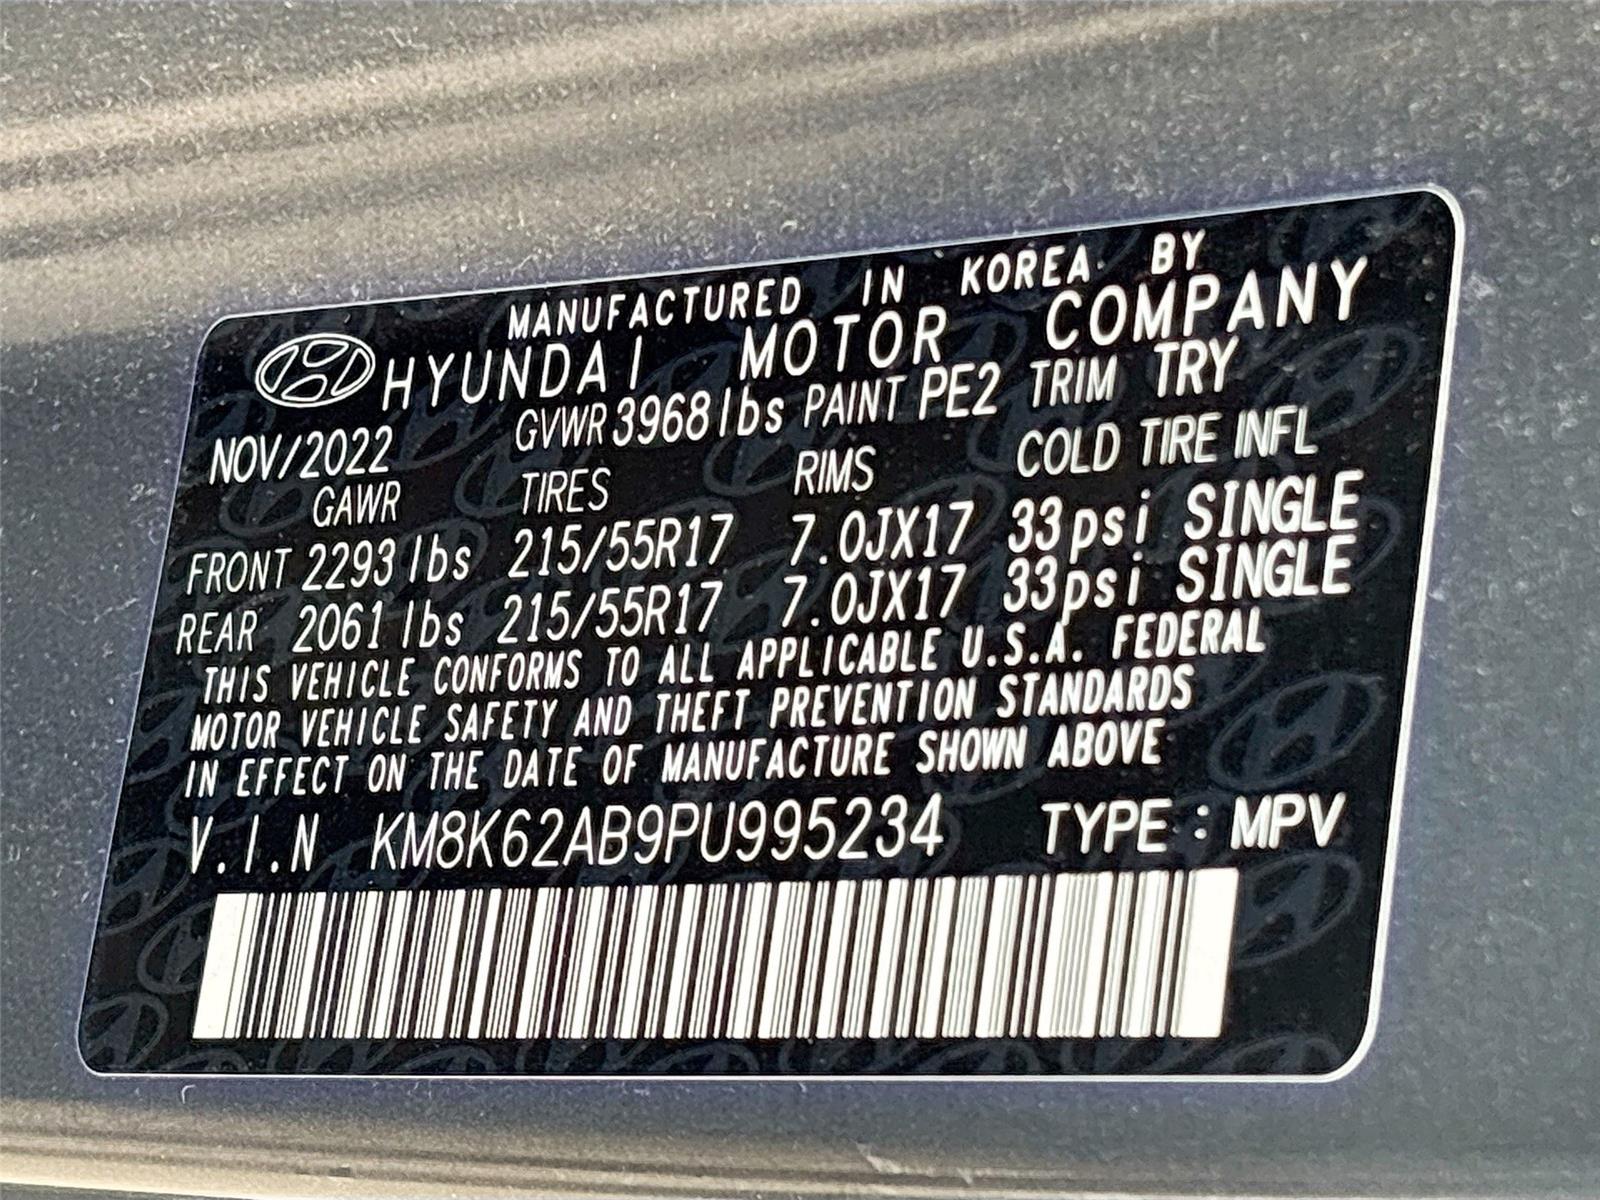 MANUFACTURED IN KOREA BY
HYUNDAI MOTOR COMPANY
NOV/2022 GVWR 3968 lbs PAINT PE2 TRIM TRY
GAWR TIRES RIMS COLD TIRE INFL
FRONT 2293 lbs 215/55R17 7.0JX17 33psi SINGLE
REAR 2061 lbs 215/55R17 7.0JX17 33psi SINGLE
THIS VEHICLE CONFORMS TO ALL APPLICABLE U.S.A. FEDERAL
MOTOR VEHICLE SAFETY AND THEFT PREVENTION STANDARDS
IN EFFECT ON THE DATE OF MANUFACTURE SHOWN ABOVE
V.I.N KM8K62AB9PU995234 TYPE : MPV